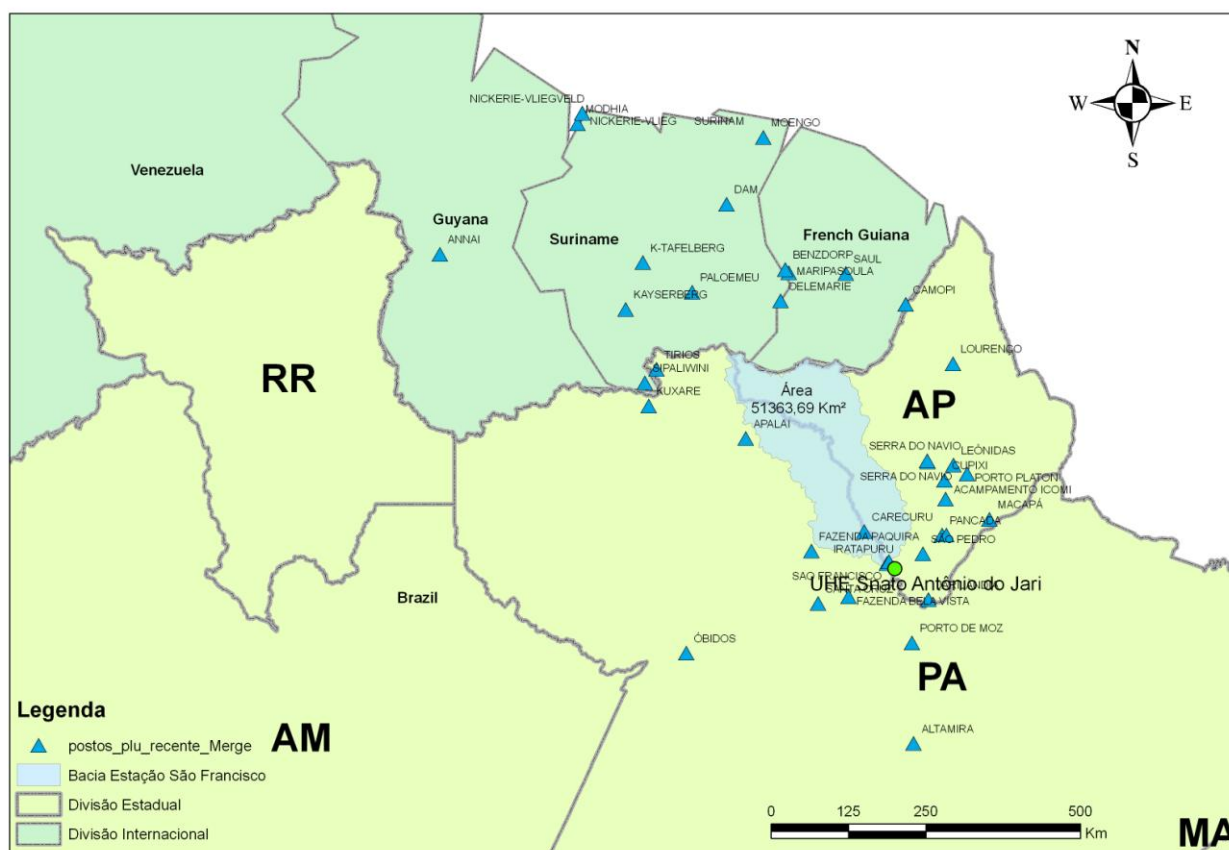 N
W E
S
NICKERIE-VLIEGVELD
MODHIA
NICKERIE-VLIEG
SURINAM
MOENGO
Venezuela
DAM
Guyana
Suriname
French Guiana
ANNAI
K-TAFELBERG
BENZDORP
SAUL
MARIPASOULA
PALOEMEU
DELEMARIE
KAYSERBERG
CAMOPI
TIRIOS
SIPALIWINI
KUXARE
LOURENÇO
RR
Área
51363,69 Km²
AP
APALAI
SERRA DO NAVIO
LEÔNIDAS
CUPIXI
SERRA DO NAVIO
PORTO PLATON
ACAMPAMENTO ICOMI
MACAPÁ
CARECURU
PANCADA
FAZENDA PAQUIRA
SÃO PEDRO
IRATAPURU
SAO FRANCISCO
UHE Snato Antônio do Jari
SANTA CRUZ
FAZENDA BELA VISTA
Brazil
ÓBIDOS
PORTO DE MOZ
PA
Legenda
AM
ALTAMIRA
postos_plu_recente_Merge
Bacia Estação São Francisco
Divisão Estadual
Divisão Internacional
0 125 250 500
Km
MA